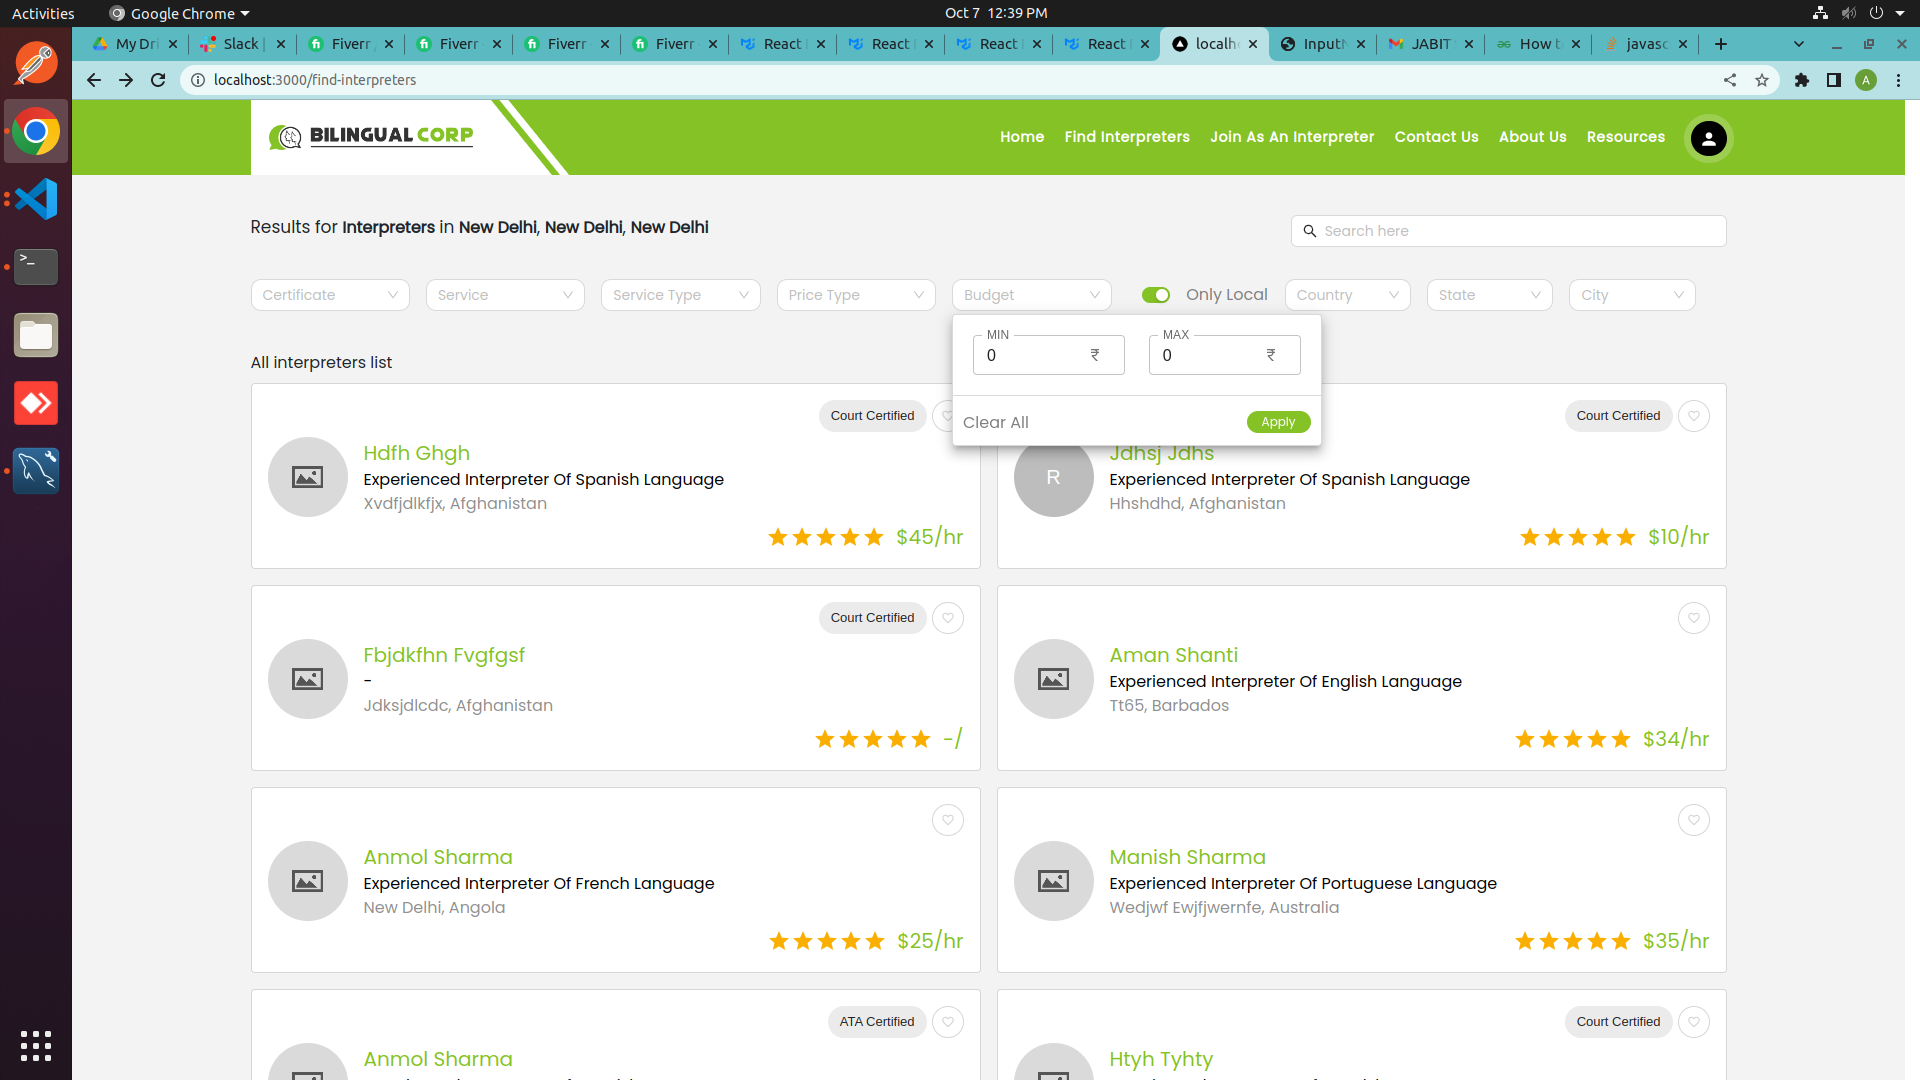 Activities
Google Chrome
Oct 7 12:39 PM
My Dri
Slack |
Fiverr
Fiverr
Fiverr
Fiverr
React
React
React
React
localho
InputN
JABIT
How t
javasc
localhost:3000/find-interpreters
A
BILINGUAL CORP
Home
Find Interpreters
Join As An Interpreter
Contact Us
About Us
Resources
Results for Interpreters in New Delhi, New Delhi, New Delhi
Search here
Certificate
Service
Service Type
Price Type
Budget
Only Local
Country
State
City
MIN
0 ₹
MAX
0 ₹
Clear All
Apply
All interpreters list
Court Certified
Hdfh Ghgh
Experienced Interpreter Of Spanish Language
Xvdfjdlkfjx, Afghanistan
$45/hr
Court Certified
R
Jdhsj Jdhs
Experienced Interpreter Of Spanish Language
Hhshdhd, Afghanistan
$10/hr
Court Certified
Fbjdkfhn Fvgfgsf
-
Jdksjdlcdc, Afghanistan
-/
Aman Shanti
Experienced Interpreter Of English Language
Tt65, Barbados
$34/hr
Anmol Sharma
Experienced Interpreter Of French Language
New Delhi, Angola
$25/hr
Manish Sharma
Experienced Interpreter Of Portuguese Language
Wedjwf Ewjfjwernfe, Australia
$35/hr
ATA Certified
Anmol Sharma
Court Certified
Htyh Tyhty